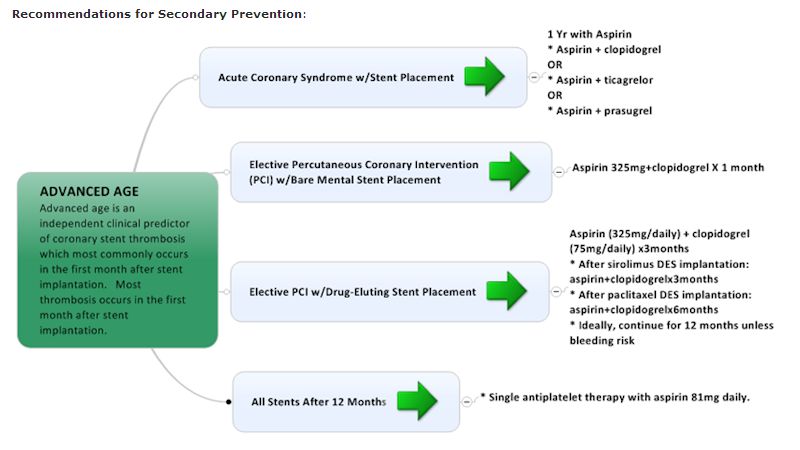 Recommendations for Secondary Prevention:
Acute Coronary Syndrome w/Stent Placement
1 Yr with Aspirin
* Aspirin + clopidogrel
OR
* Aspirin + ticagrelor
OR
* Aspirin + prasugrel
Elective Percutaneous Coronary Intervention
(PCI) w/Bare Mental Stent Placement
Aspirin 325mg+clopidogrel X 1 month
ADVANCED AGE
Advanced age is an
independent clinical predictor
of coronary stent thrombosis
which most commonly occurs
in the first month after stent
implantation. Most
thrombosis occurs in the first
month after stent
implantation.
Elective PCI w/Drug-Eluting Stent Placement
Aspirin (325mg/daily) + clopidogrel
(75mg/daily) x3months
* After sirolimus DES implantation:
aspirin+clopidogrelx3months
* After paclitaxel DES implantation:
aspirin+clopidogrelx6months
* Ideally, continue for 12 months unless
bleeding risk
All Stents After 12 Months
* Single antiplatelet therapy with aspirin 81mg daily.